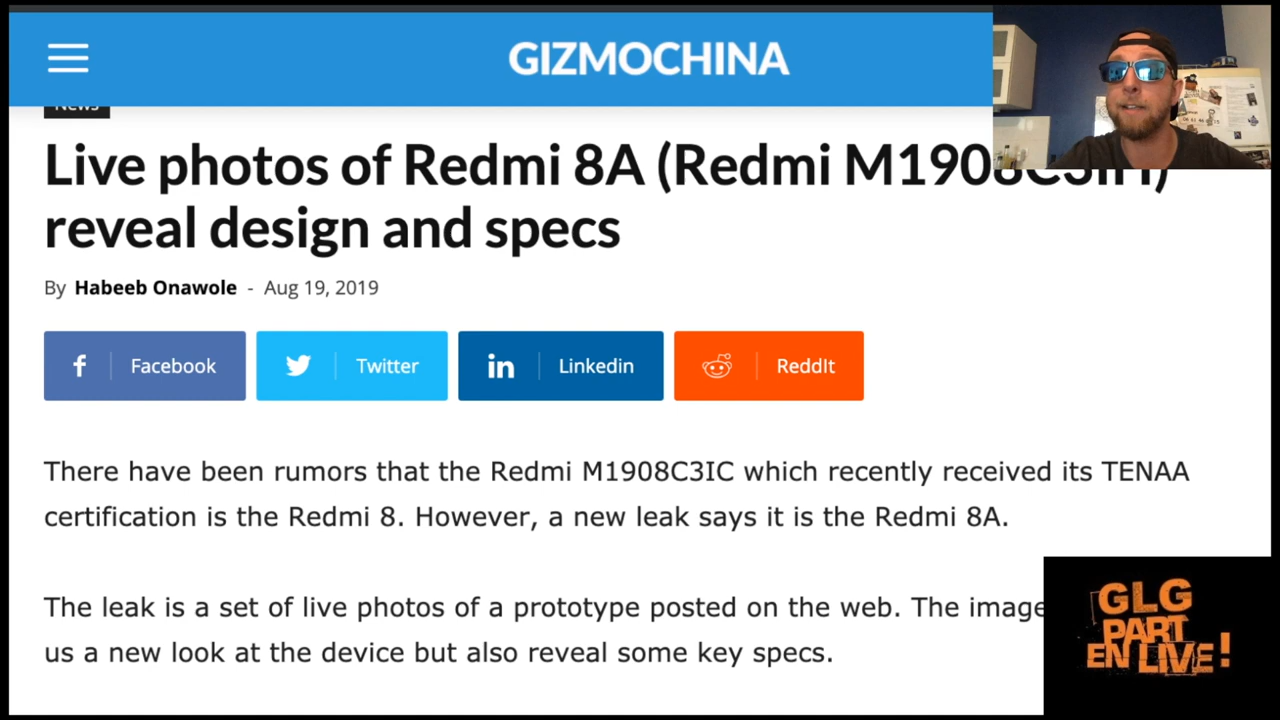 GIZMOCHINA
News
Live photos of Redmi 8A (Redmi M1908C3IH)
reveal design and specs
By Habeeb Onawole - Aug 19, 2019
Facebook
Twitter
Linkedin
ReddIt
There have been rumors that the Redmi M1908C3IC which recently received its TENAA
certification is the Redmi 8. However, a new leak says it is the Redmi 8A.
The leak is a set of live photos of a prototype posted on the web. The image
us a new look at the device but also reveal some key specs.
GLG
PART
EN LIVE !